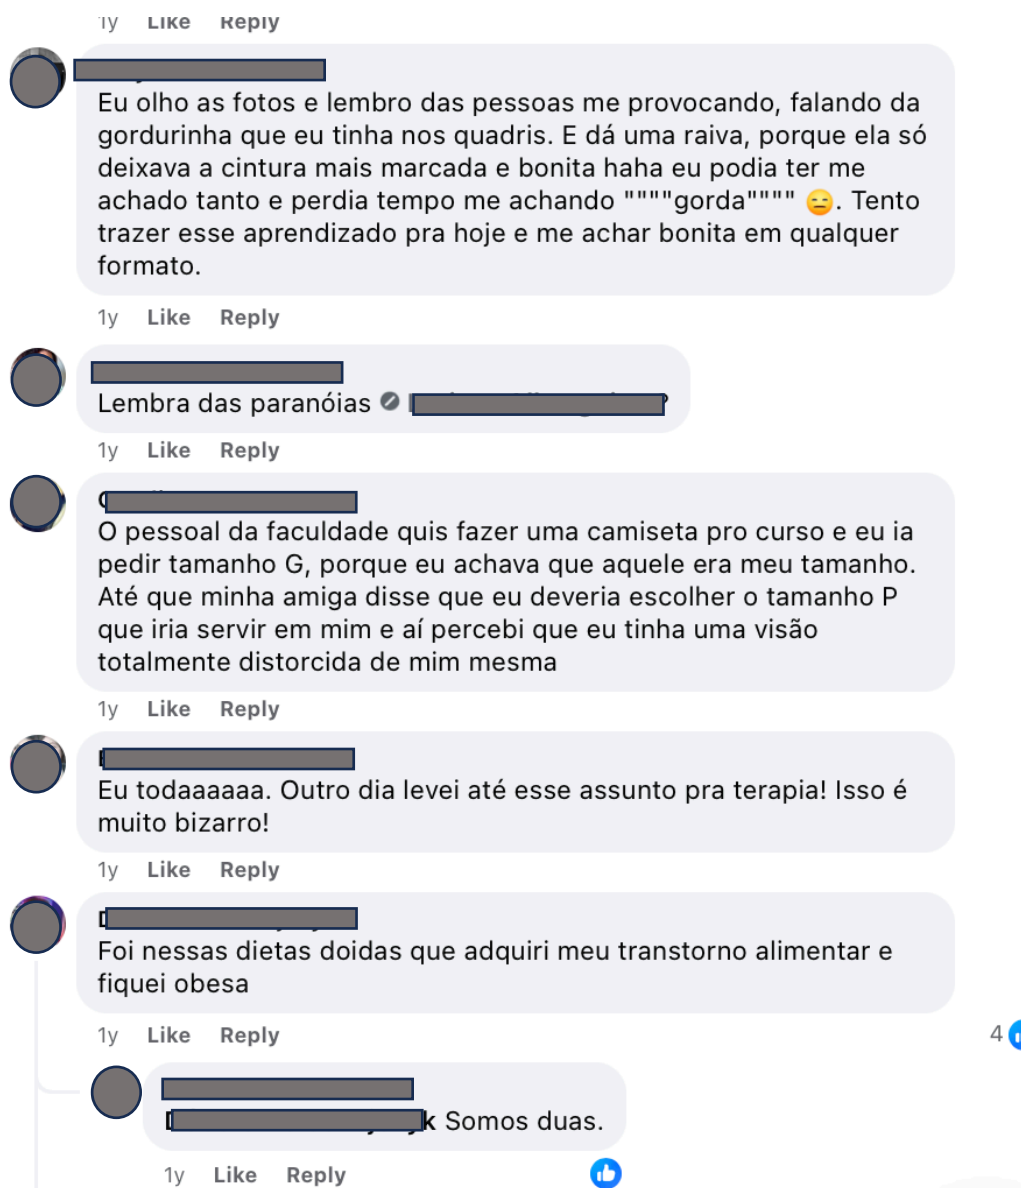 1y Like Reply
Eu olho as fotos e lembro das pessoas me provocando, falando da
gordurinha que eu tinha nos quadris. E dá uma raiva, porque ela só
deixava a cintura mais marcada e bonita haha eu podia ter me
achado tanto e perdia tempo me achando """"gorda"""" 😑. Tento
trazer esse aprendizado pra hoje e me achar bonita em qualquer
formato.
1y Like Reply
Lembra das paranóias
1y Like Reply
O pessoal da faculdade quis fazer uma camiseta pro curso e eu ia
pedir tamanho G, porque eu achava que aquele era meu tamanho.
Até que minha amiga disse que eu deveria escolher o tamanho P
que iria servir em mim e aí percebi que eu tinha uma visão
totalmente distorcida de mim mesma
1y Like Reply
Eu todaaaaaa. Outro dia levei até esse assunto pra terapia! Isso é
muito bizarro!
1y Like Reply
Foi nessas dietas doidas que adquiri meu transtorno alimentar e
fiquei obesa
1y Like Reply 4
Somos duas.
1y Like Reply